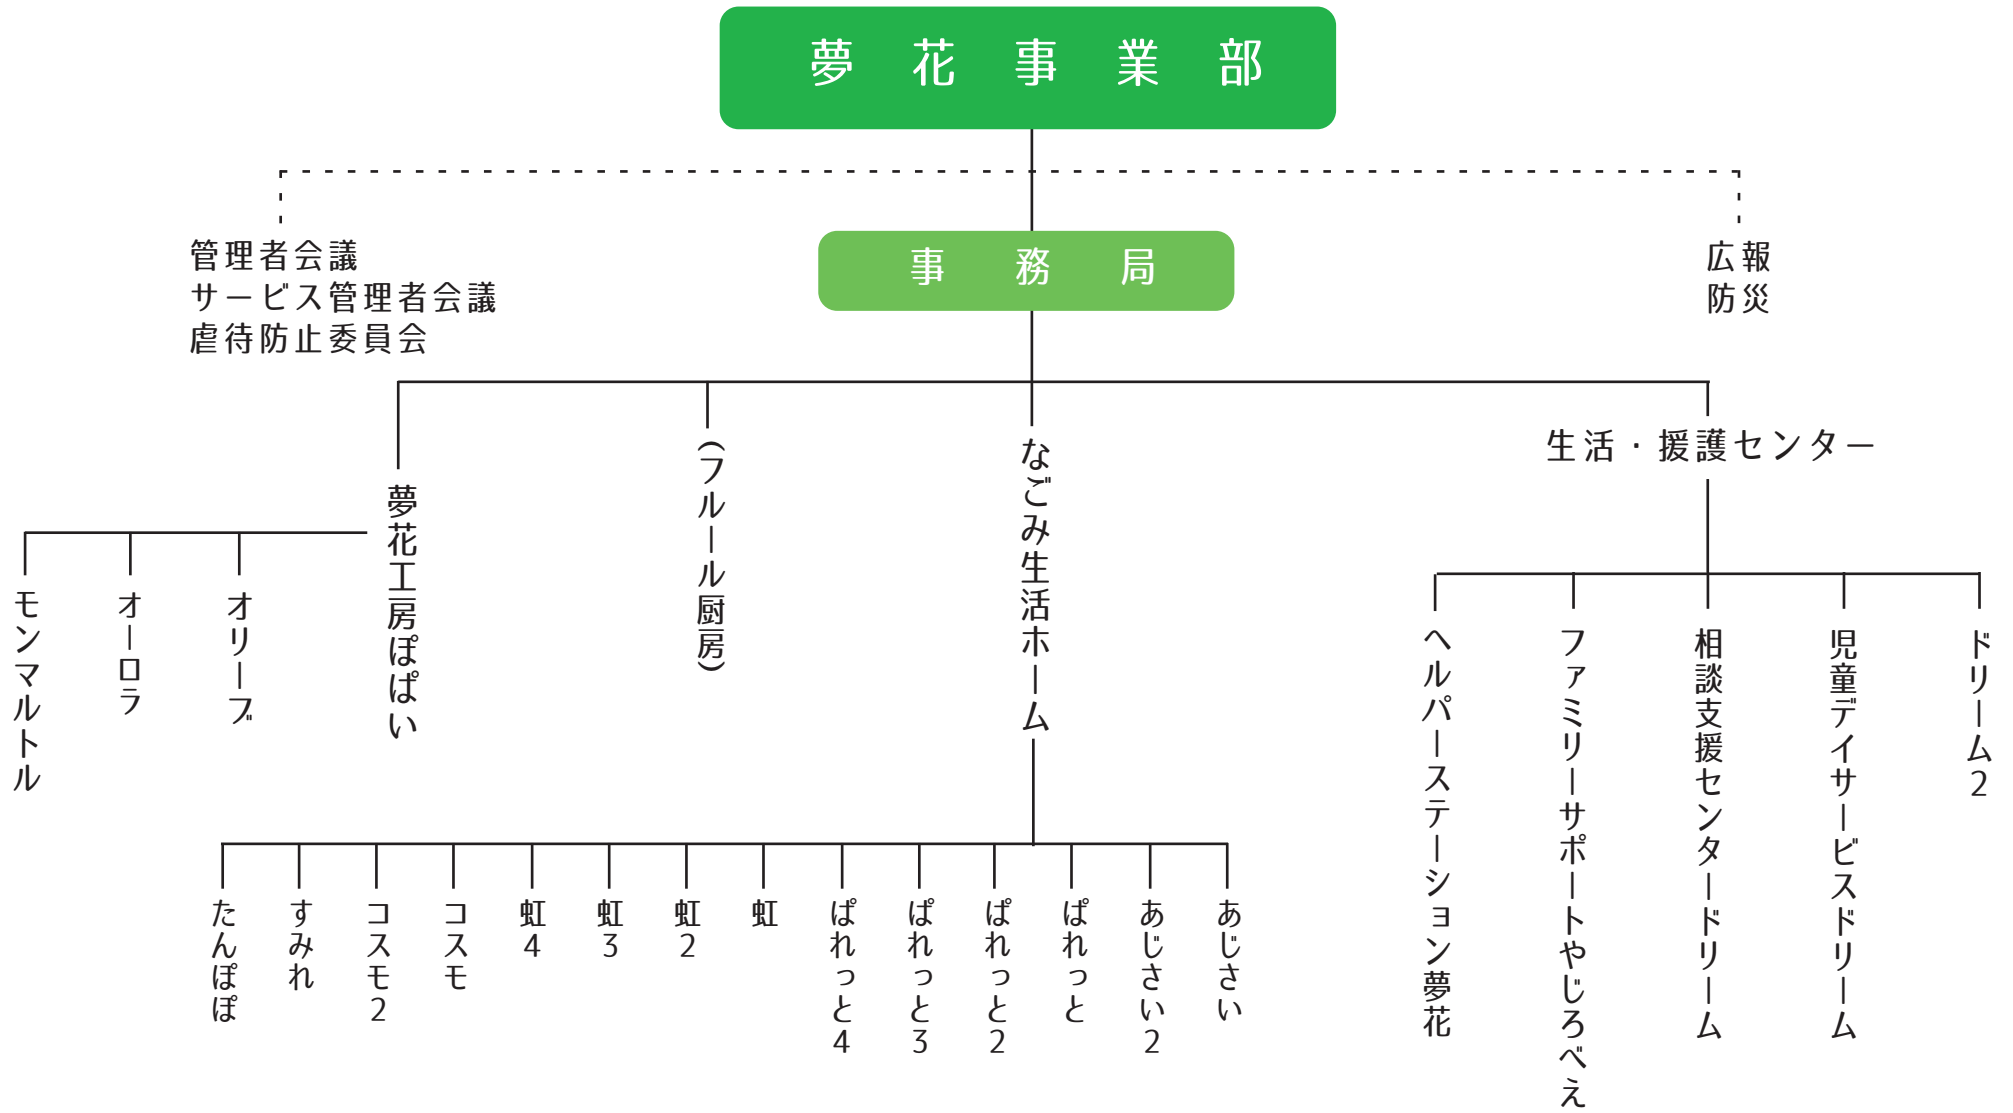 夢花事業部
管理者会議
サービス管理者会議
虐待防止委員会
事務局
広報
防災
夢花工房ぽぱい
(フルール厨房)
なごみ生活ホーム
生活・援護センター
モンマルトル
オーロラ
オリーブ
ヘルパーステーション夢花
ファミリーサポートやじろべえ
相談支援センタードリーム
児童デイサービスドリーム
ドリーム2
たんぽぽ
すみれ
コスモ2
コスモ
虹4
虹3
虹2
虹
ぱれっと4
ぱれっと3
ぱれっと2
ぱれっと
あじさい2
あじさい